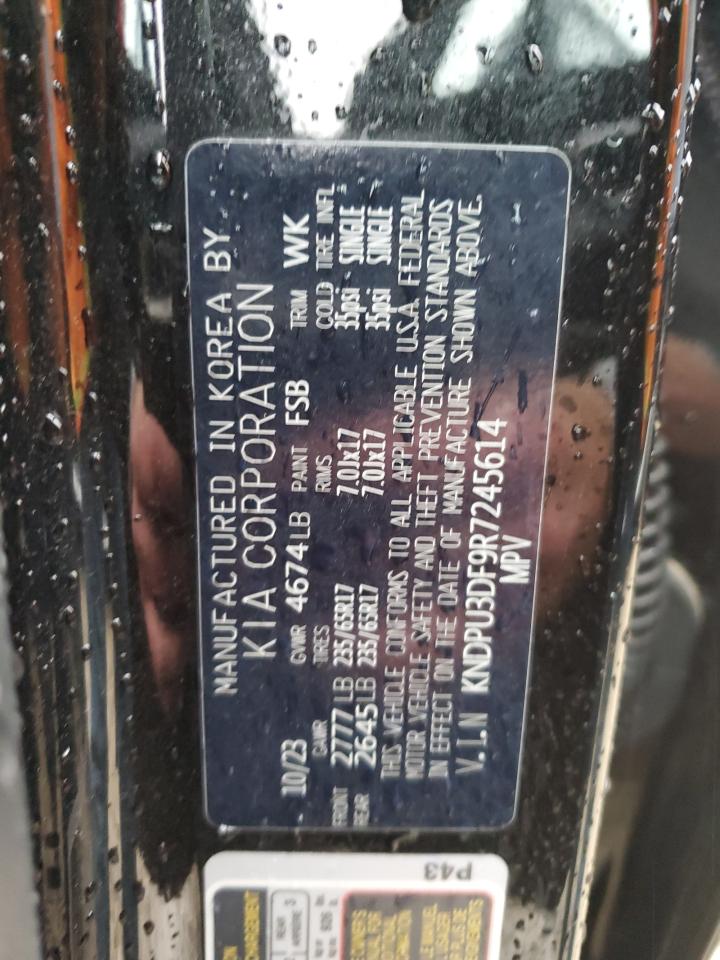 MANUFACTURED IN KOREA BY
KIA CORPORATION
10/23 GVWR 4674LB PAINT FSB TRIM WK
GAWR TIRES RIMS COLD TIRE INFL
FRONT 2777LB 235/65R17 7.0Jx17 35psi SINGLE
REAR 2645LB 235/65R17 7.0Jx17 35psi SINGLE
THIS VEHICLE CONFORMS TO ALL APPLICABLE U.S.A. FEDERAL
MOTOR VEHICLE SAFETY AND THEFT PREVENTION STANDARDS
IN EFFECT ON THE DATE OF MANUFACTURE SHOWN ABOVE.
V.I.N KNDPU3DF9R7245614
MPV
P43
REAR
ARRIÈRE 3